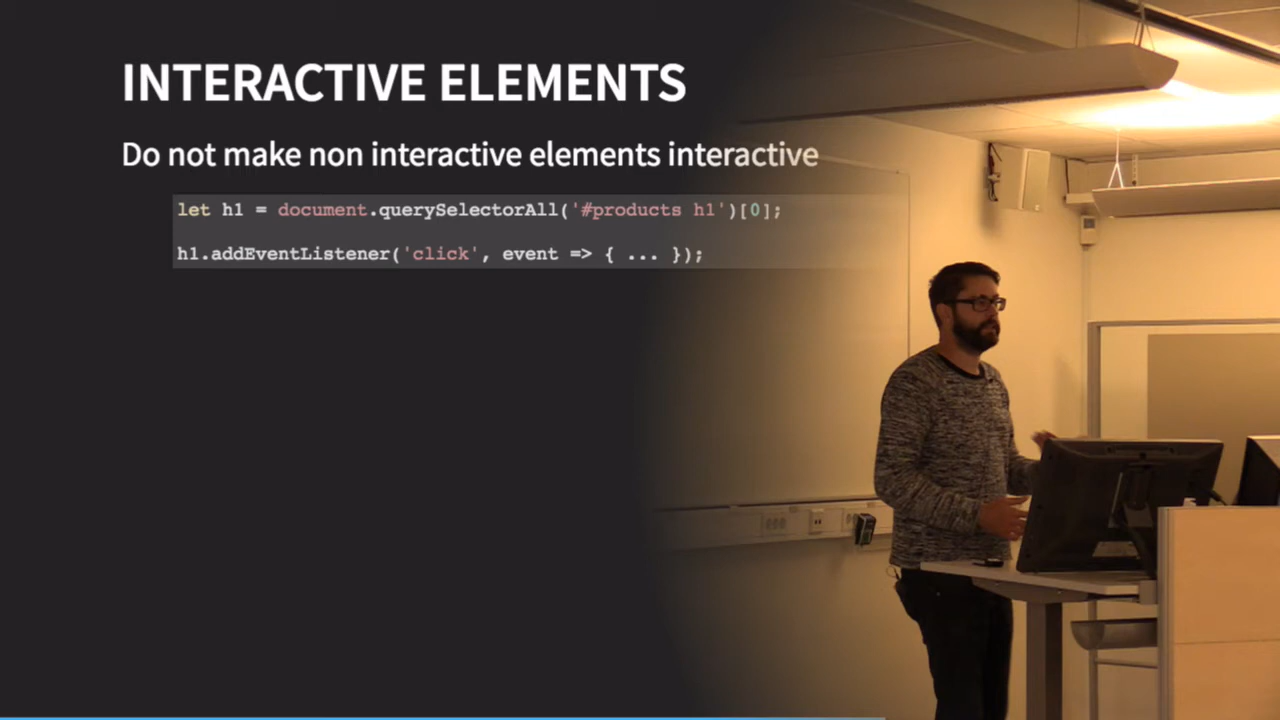 INTERACTIVE ELEMENTS
Do not make non interactive elements interactive
let h1 = document.querySelectorAll('#products h1')[0];
h1.addEventListener('click', event => { ... });